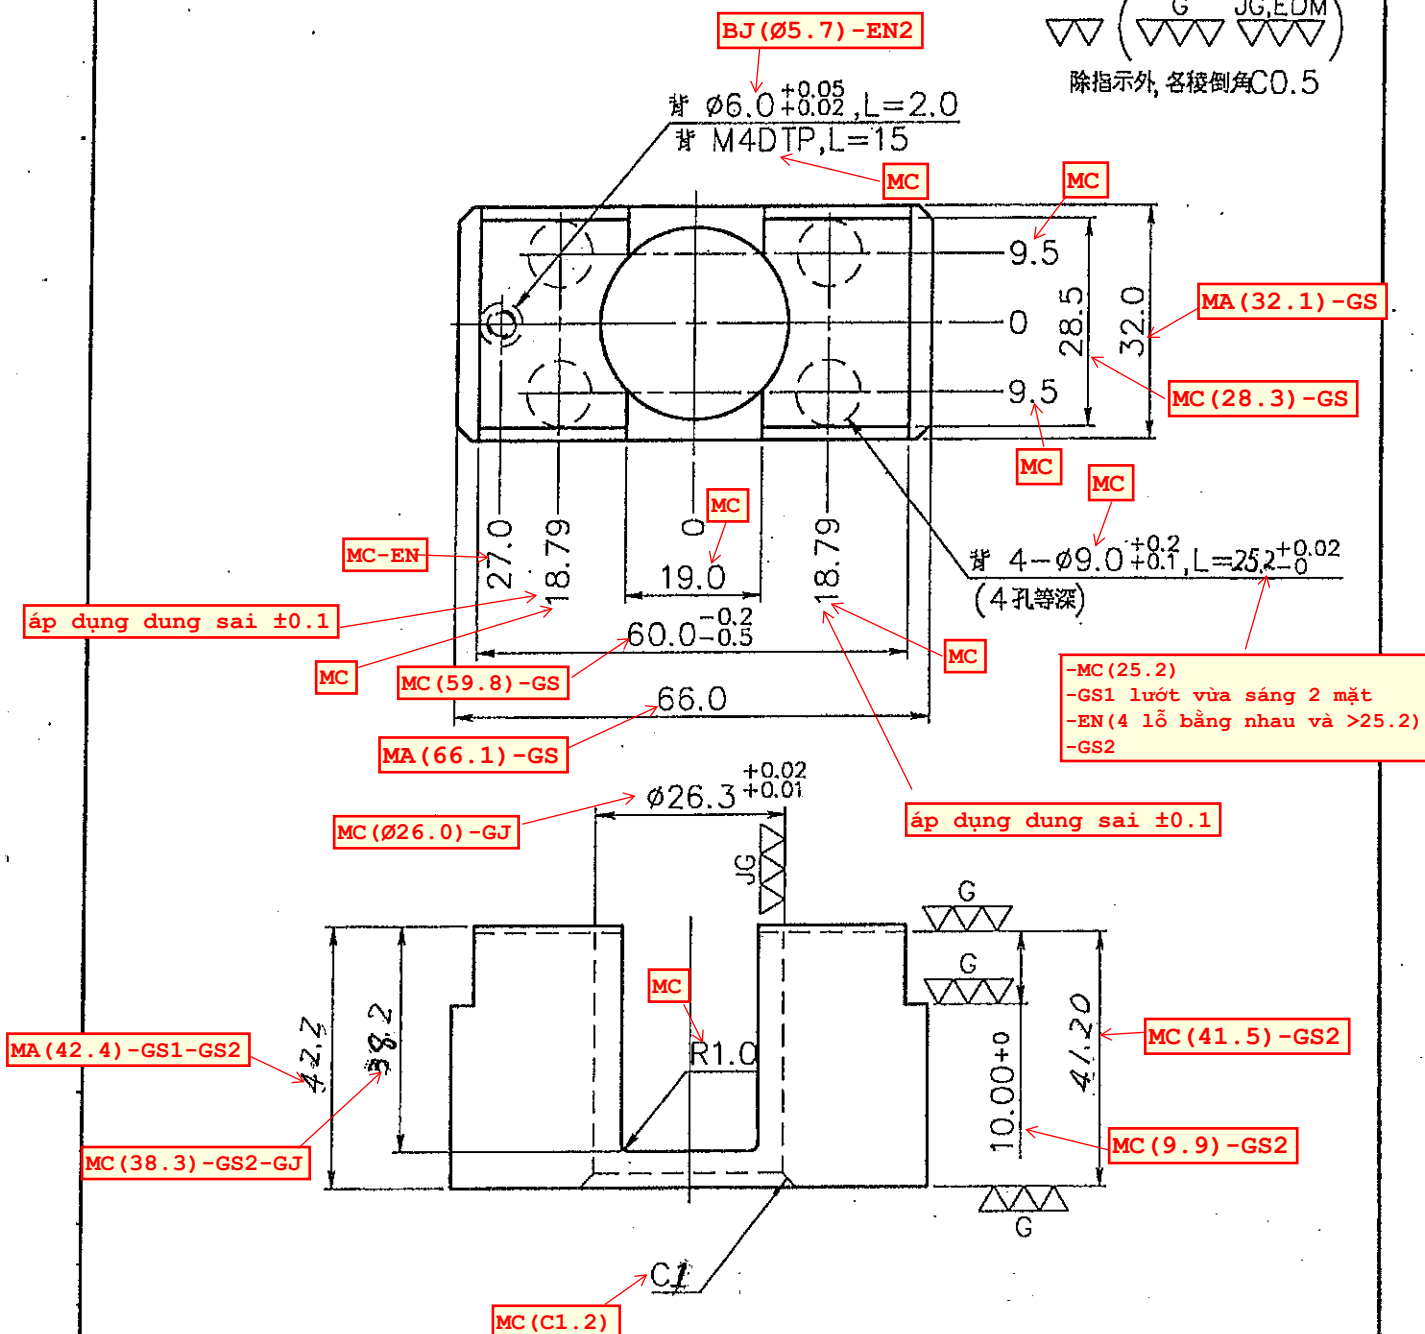 BJ(Ø5.7)-EN2
G JG,EDM
除指示外,各稜倒角C0.5
背 Ø6.0 +0.05 +0.02 ,L=2.0
背 M4DTP,L=15
MC
MC
9.5
0
9.5
28.5
32.0
MA(32.1)-GS
MC(28.3)-GS
MC
MC
MC
MC-EN
27.0
18.79
0
18.79
19.0
背 4-Ø9.0 +0.2 +0.1 ,L=25.2 +0.02 -0
(4孔等深)
áp dụng dung sai ±0.1
60.0 -0.2 -0.5
MC
MC
MC(59.8)-GS
66.0
MA(66.1)-GS
-MC(25.2)
-GS1 lướt vừa sáng 2 mặt
-EN(4 lỗ bằng nhau và >25.2)
-GS2
Ø26.3 +0.02 +0.01
MC(Ø26.0)-GJ
áp dụng dung sai ±0.1
JG
G
G
MC
R1.0
42.2
38.2
10.00+0
41.20
MA(42.4)-GS1-GS2
MC(41.5)-GS2
MC(38.3)-GS2-GJ
MC(9.9)-GS2
G
C1
MC(C1.2)